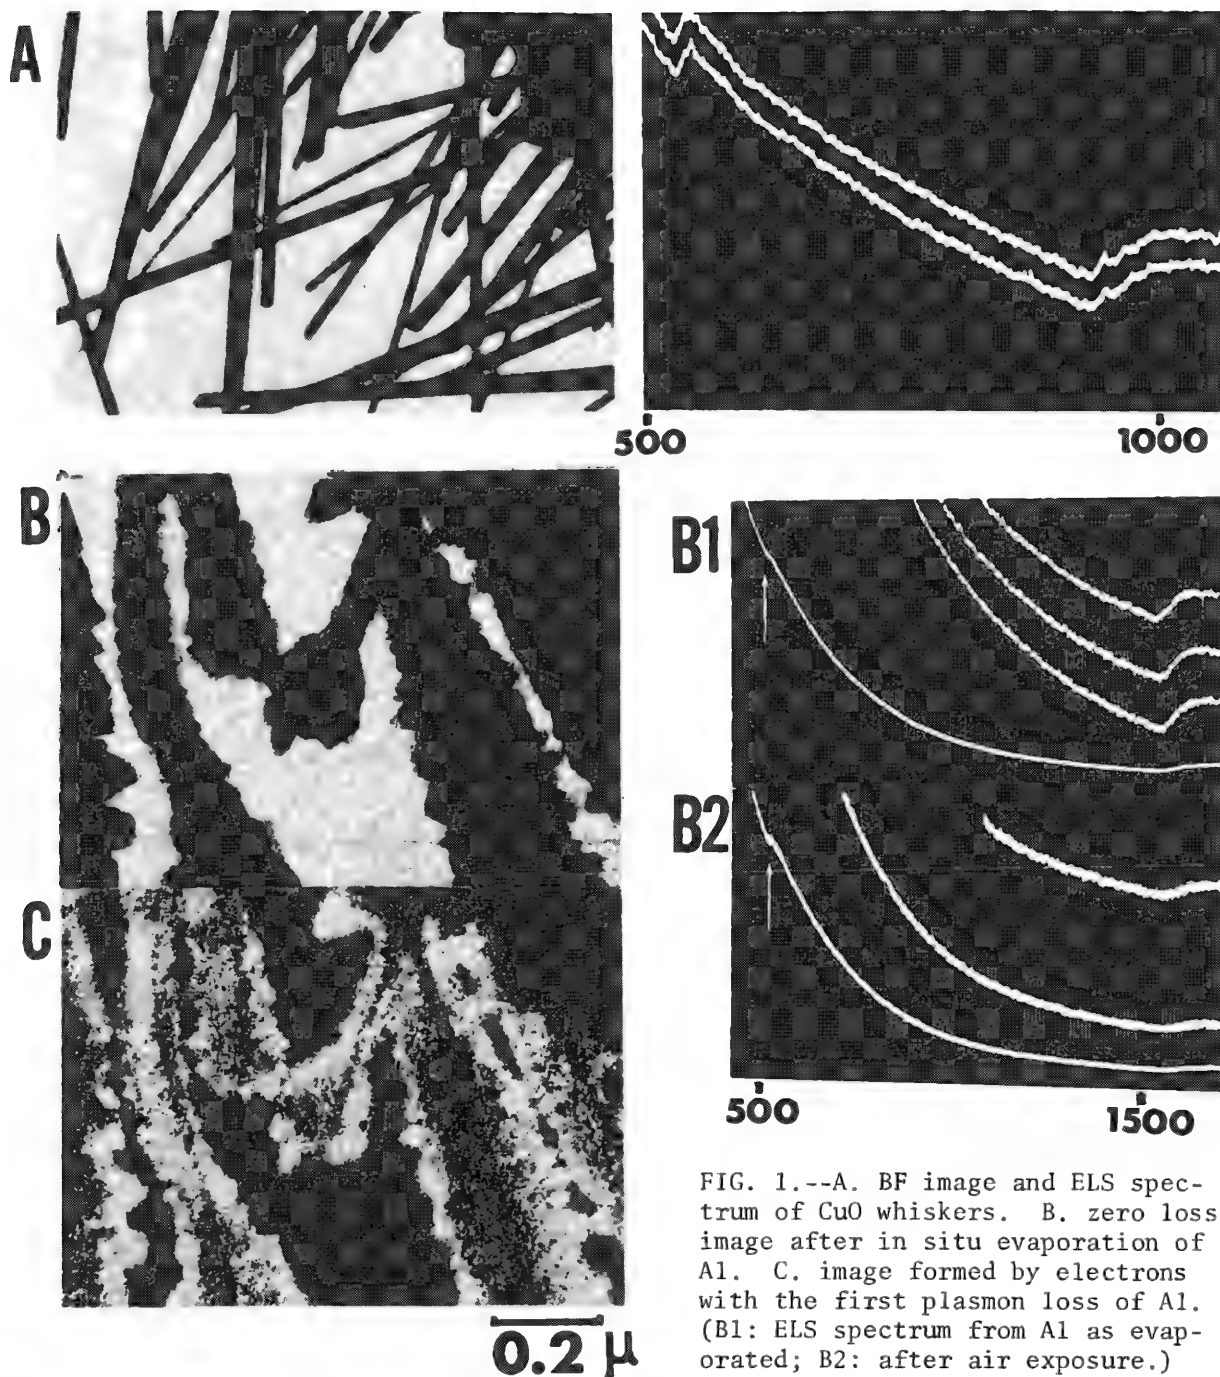 A
500 1000
B
B1
B2
C
500 1500
0.2 μ
FIG. 1.--A. BF image and ELS spec-
trum of CuO whiskers. B. zero loss
image after in situ evaporation of
Al. C. image formed by electrons
with the first plasmon loss of Al.
(B1: ELS spectrum from Al as evap-
orated; B2: after air exposure.)